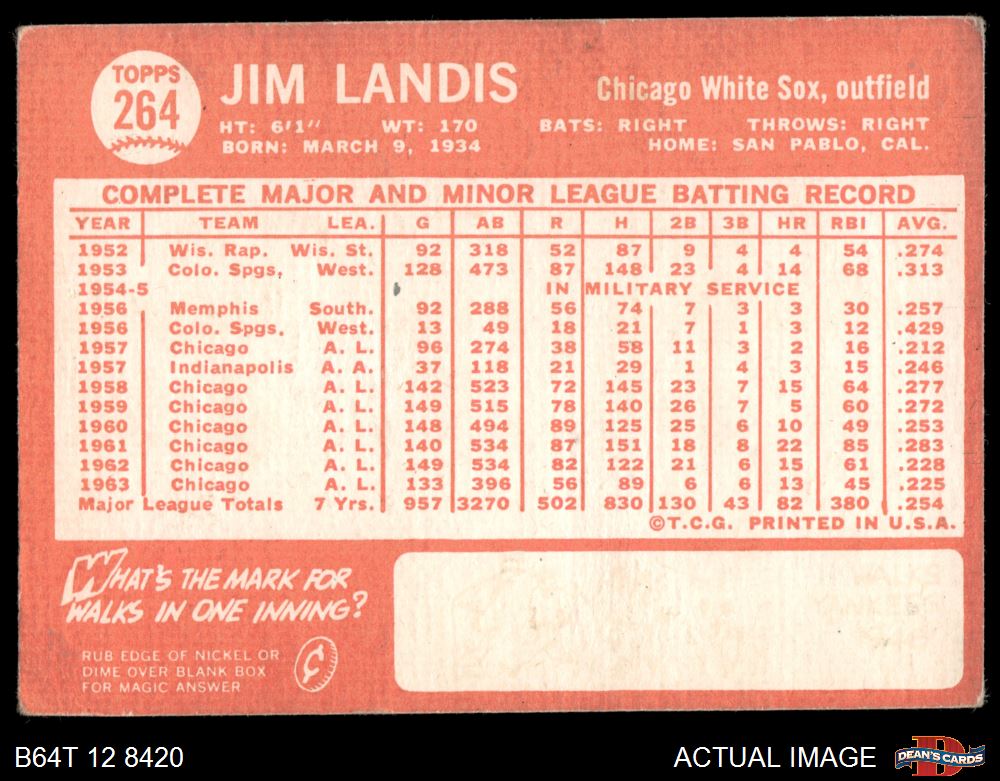 TOPPS
264
JIM LANDIS
Chicago White Sox, outfield
HT: 6'1" WT: 170 BATS: RIGHT THROWS: RIGHT
BORN: MARCH 9, 1934 HOME: SAN PABLO, CAL.
COMPLETE MAJOR AND MINOR LEAGUE BATTING RECORD
YEAR TEAM LEA. G AB R H 2B 3B HR RBI AVG.
1952 Wis. Rap. Wis. St. 92 318 52 87 9 4 4 54 .274
1953 Colo. Spgs. West. 128 473 87 148 23 4 14 68 .313
1954-5 IN MILITARY SERVICE
1956 Memphis South. 92 288 56 74 7 3 3 30 .257
1956 Colo. Spgs. West. 13 49 18 21 7 1 3 12 .429
1957 Chicago A. L. 96 274 38 58 11 3 2 16 .212
1957 Indianapolis A. A. 37 118 21 29 1 4 3 15 .246
1958 Chicago A. L. 142 523 72 145 23 7 15 64 .277
1959 Chicago A. L. 149 515 78 140 26 7 5 60 .272
1960 Chicago A. L. 148 494 89 125 25 6 10 49 .253
1961 Chicago A. L. 140 534 87 151 18 8 22 85 .283
1962 Chicago A. L. 149 534 82 122 21 6 15 61 .228
1963 Chicago A. L. 133 396 56 89 6 6 13 45 .225
Major League Totals 7 Yrs. 957 3270 502 830 130 43 82 380 .254
©T.C.G. PRINTED IN U.S.A.
WHAT'S THE MARK FOR
WALKS IN ONE INNING?
RUB EDGE OF NICKEL OR
DIME OVER BLANK BOX
FOR MAGIC ANSWER
¢
B64T 12 8420
ACTUAL IMAGE
D
DEAN'S CARDS